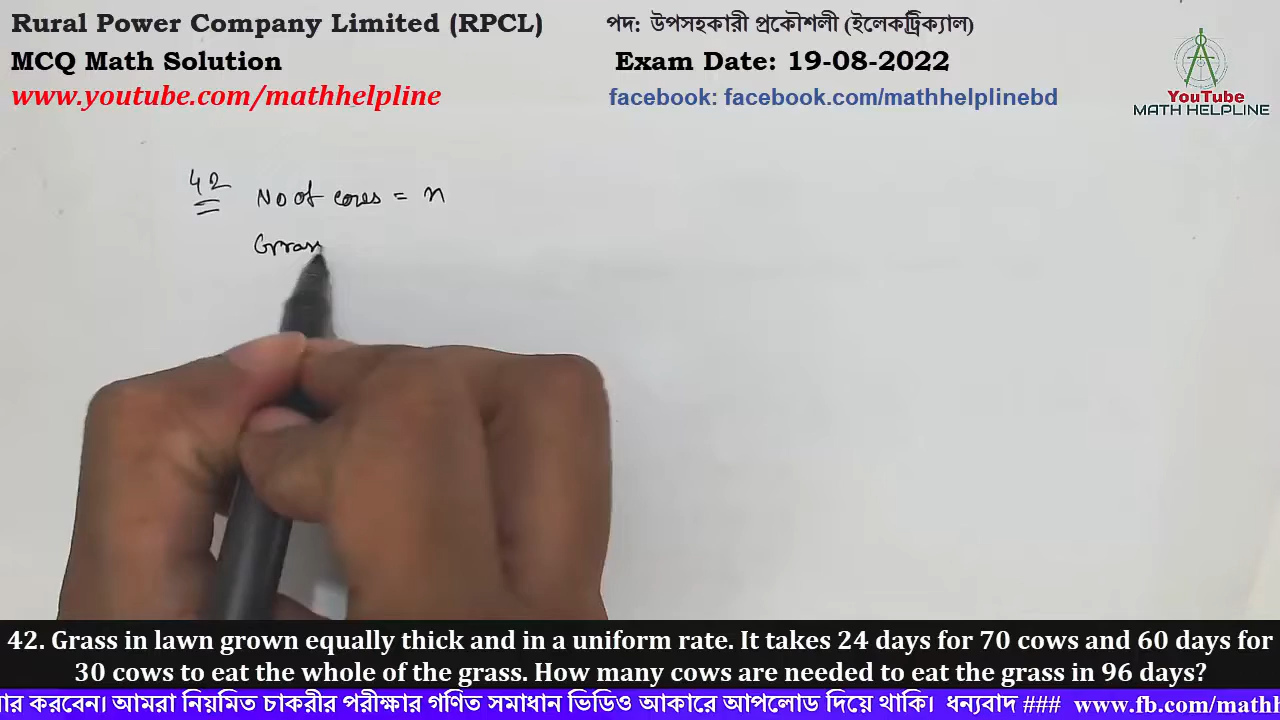 Rural Power Company Limited (RPCL)
পদ: উপসহকারী প্রকৌশলী (ইলেকট্রিক্যাল)
MCQ Math Solution
Exam Date: 19-08-2022
www.youtube.com/mathhelpline
facebook: facebook.com/mathhelplinebd
YouTube
MATH HELPLINE
42 No of cows = n
Grass
42. Grass in lawn grown equally thick and in a uniform rate. It takes 24 days for 70 cows and 60 days for
30 cows to eat the whole of the grass. How many cows are needed to eat the grass in 96 days?
করবেন। আমরা নিয়মিত চাকরীর পরীক্ষার গণিত সমাধান ভিডিও আকারে আপলোড দিয়ে থাকি। ধন্যবাদ ### www.fb.com/math